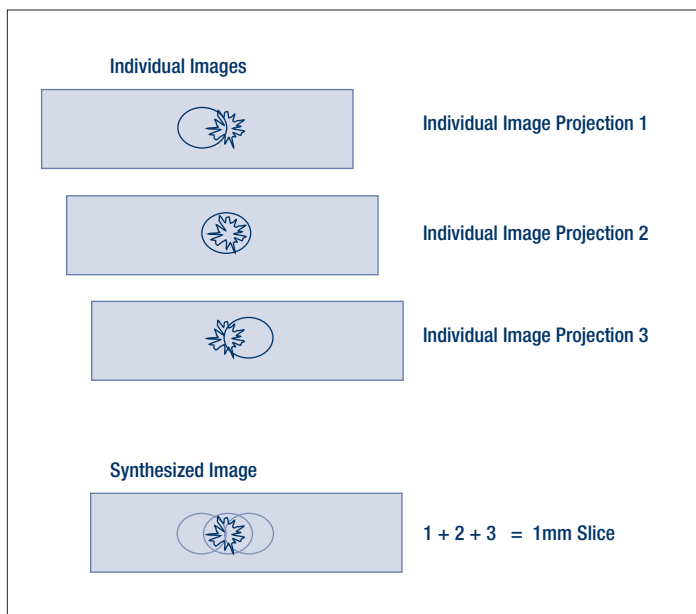 Individual Images
Individual Image Projection 1
Individual Image Projection 2
Individual Image Projection 3
Synthesized Image
1 + 2 + 3 = 1mm Slice